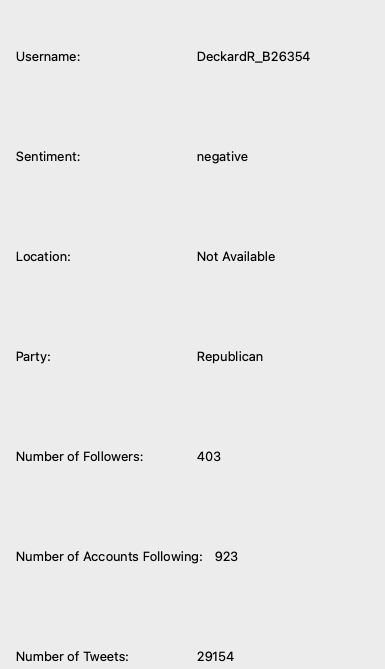 Username: DeckardR_B26354
Sentiment: negative
Location: Not Available
Party: Republican
Number of Followers: 403
Number of Accounts Following: 923
Number of Tweets: 29154